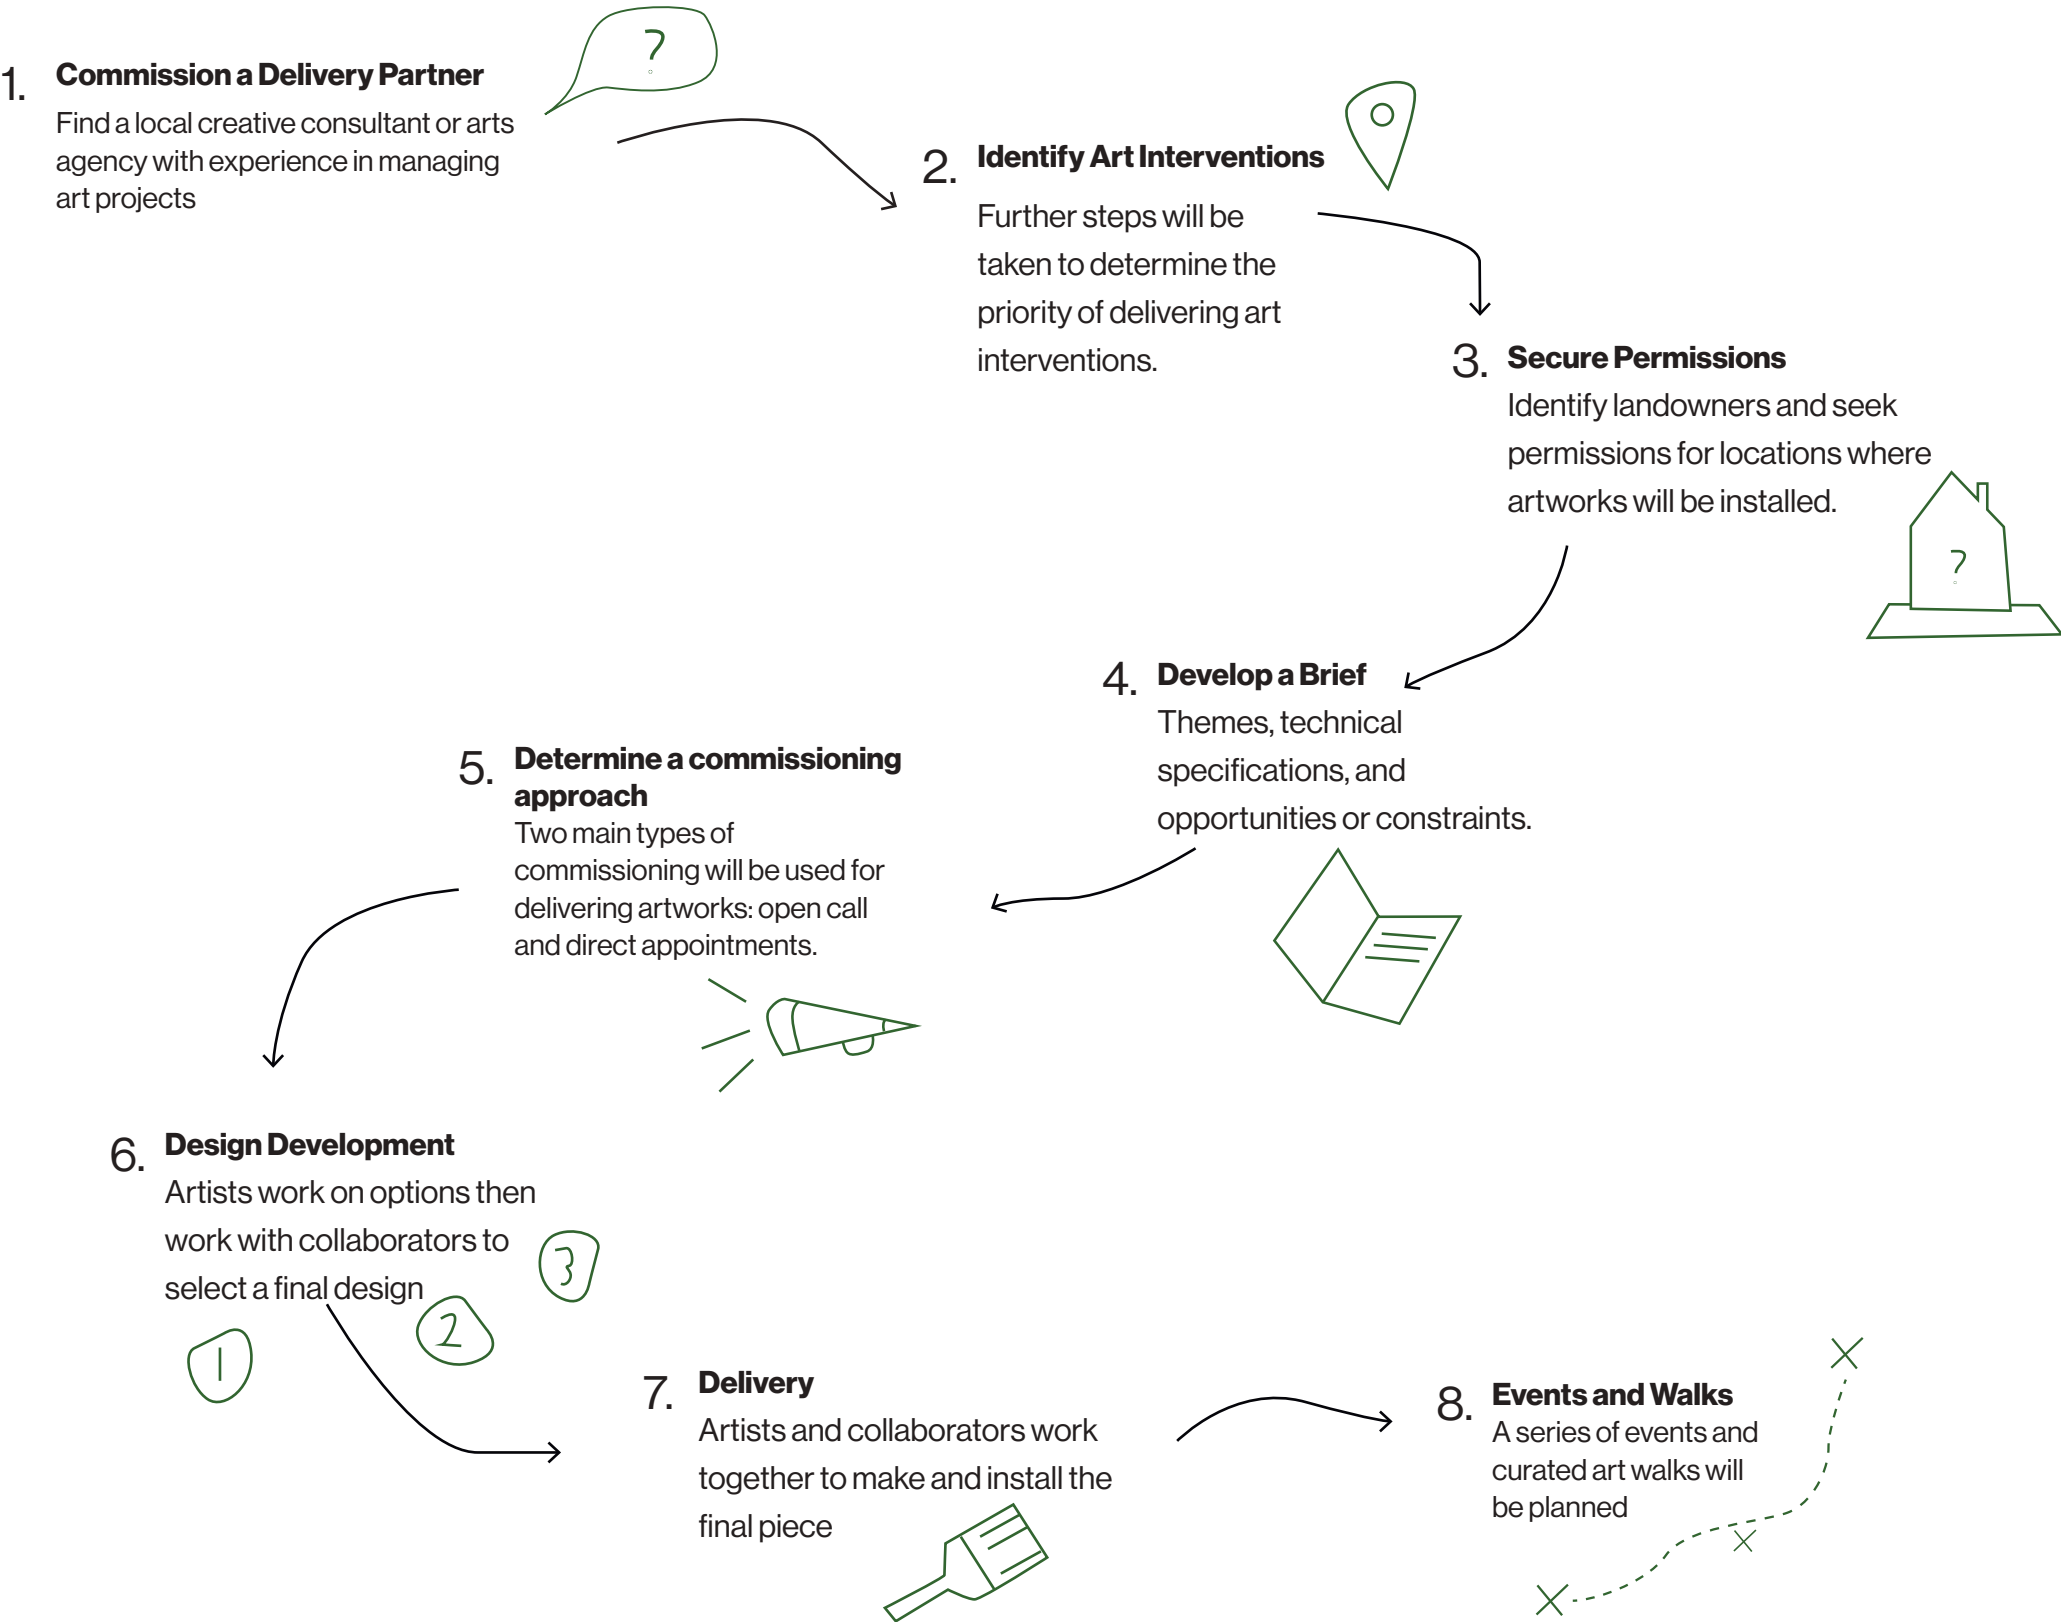 1. Commission a Delivery Partner
Find a local creative consultant or arts
agency with experience in managing
art projects
?
2. Identify Art Interventions
Further steps will be
taken to determine the
priority of delivering art
interventions.
3. Secure Permissions
Identify landowners and seek
permissions for locations where
artworks will be installed.
?
4. Develop a Brief
Themes, technical
specifications, and
opportunities or constraints.
5. Determine a commissioning
approach
Two main types of
commissioning will be used for
delivering artworks: open call
and direct appointments.
6. Design Development
Artists work on options then
work with collaborators to
select a final design
1
2
3
7. Delivery
Artists and collaborators work
together to make and install the
final piece
8. Events and Walks
A series of events and
curated art walks will
be planned